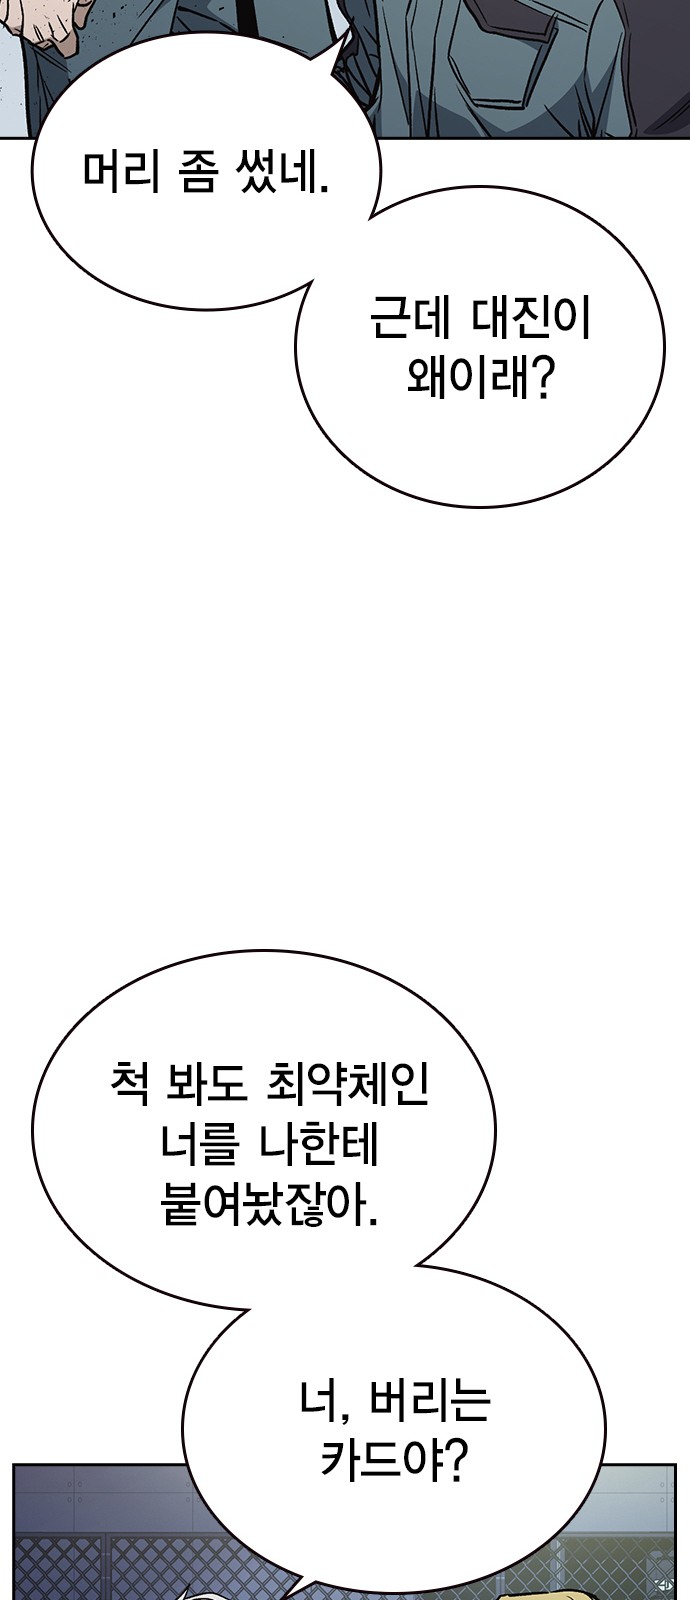 머리 좀 썼네.
근데 대진이
왜이래?
척 봐도 최약체인
너를 나한테
붙여놨잖아.
너, 버리는
카드야?